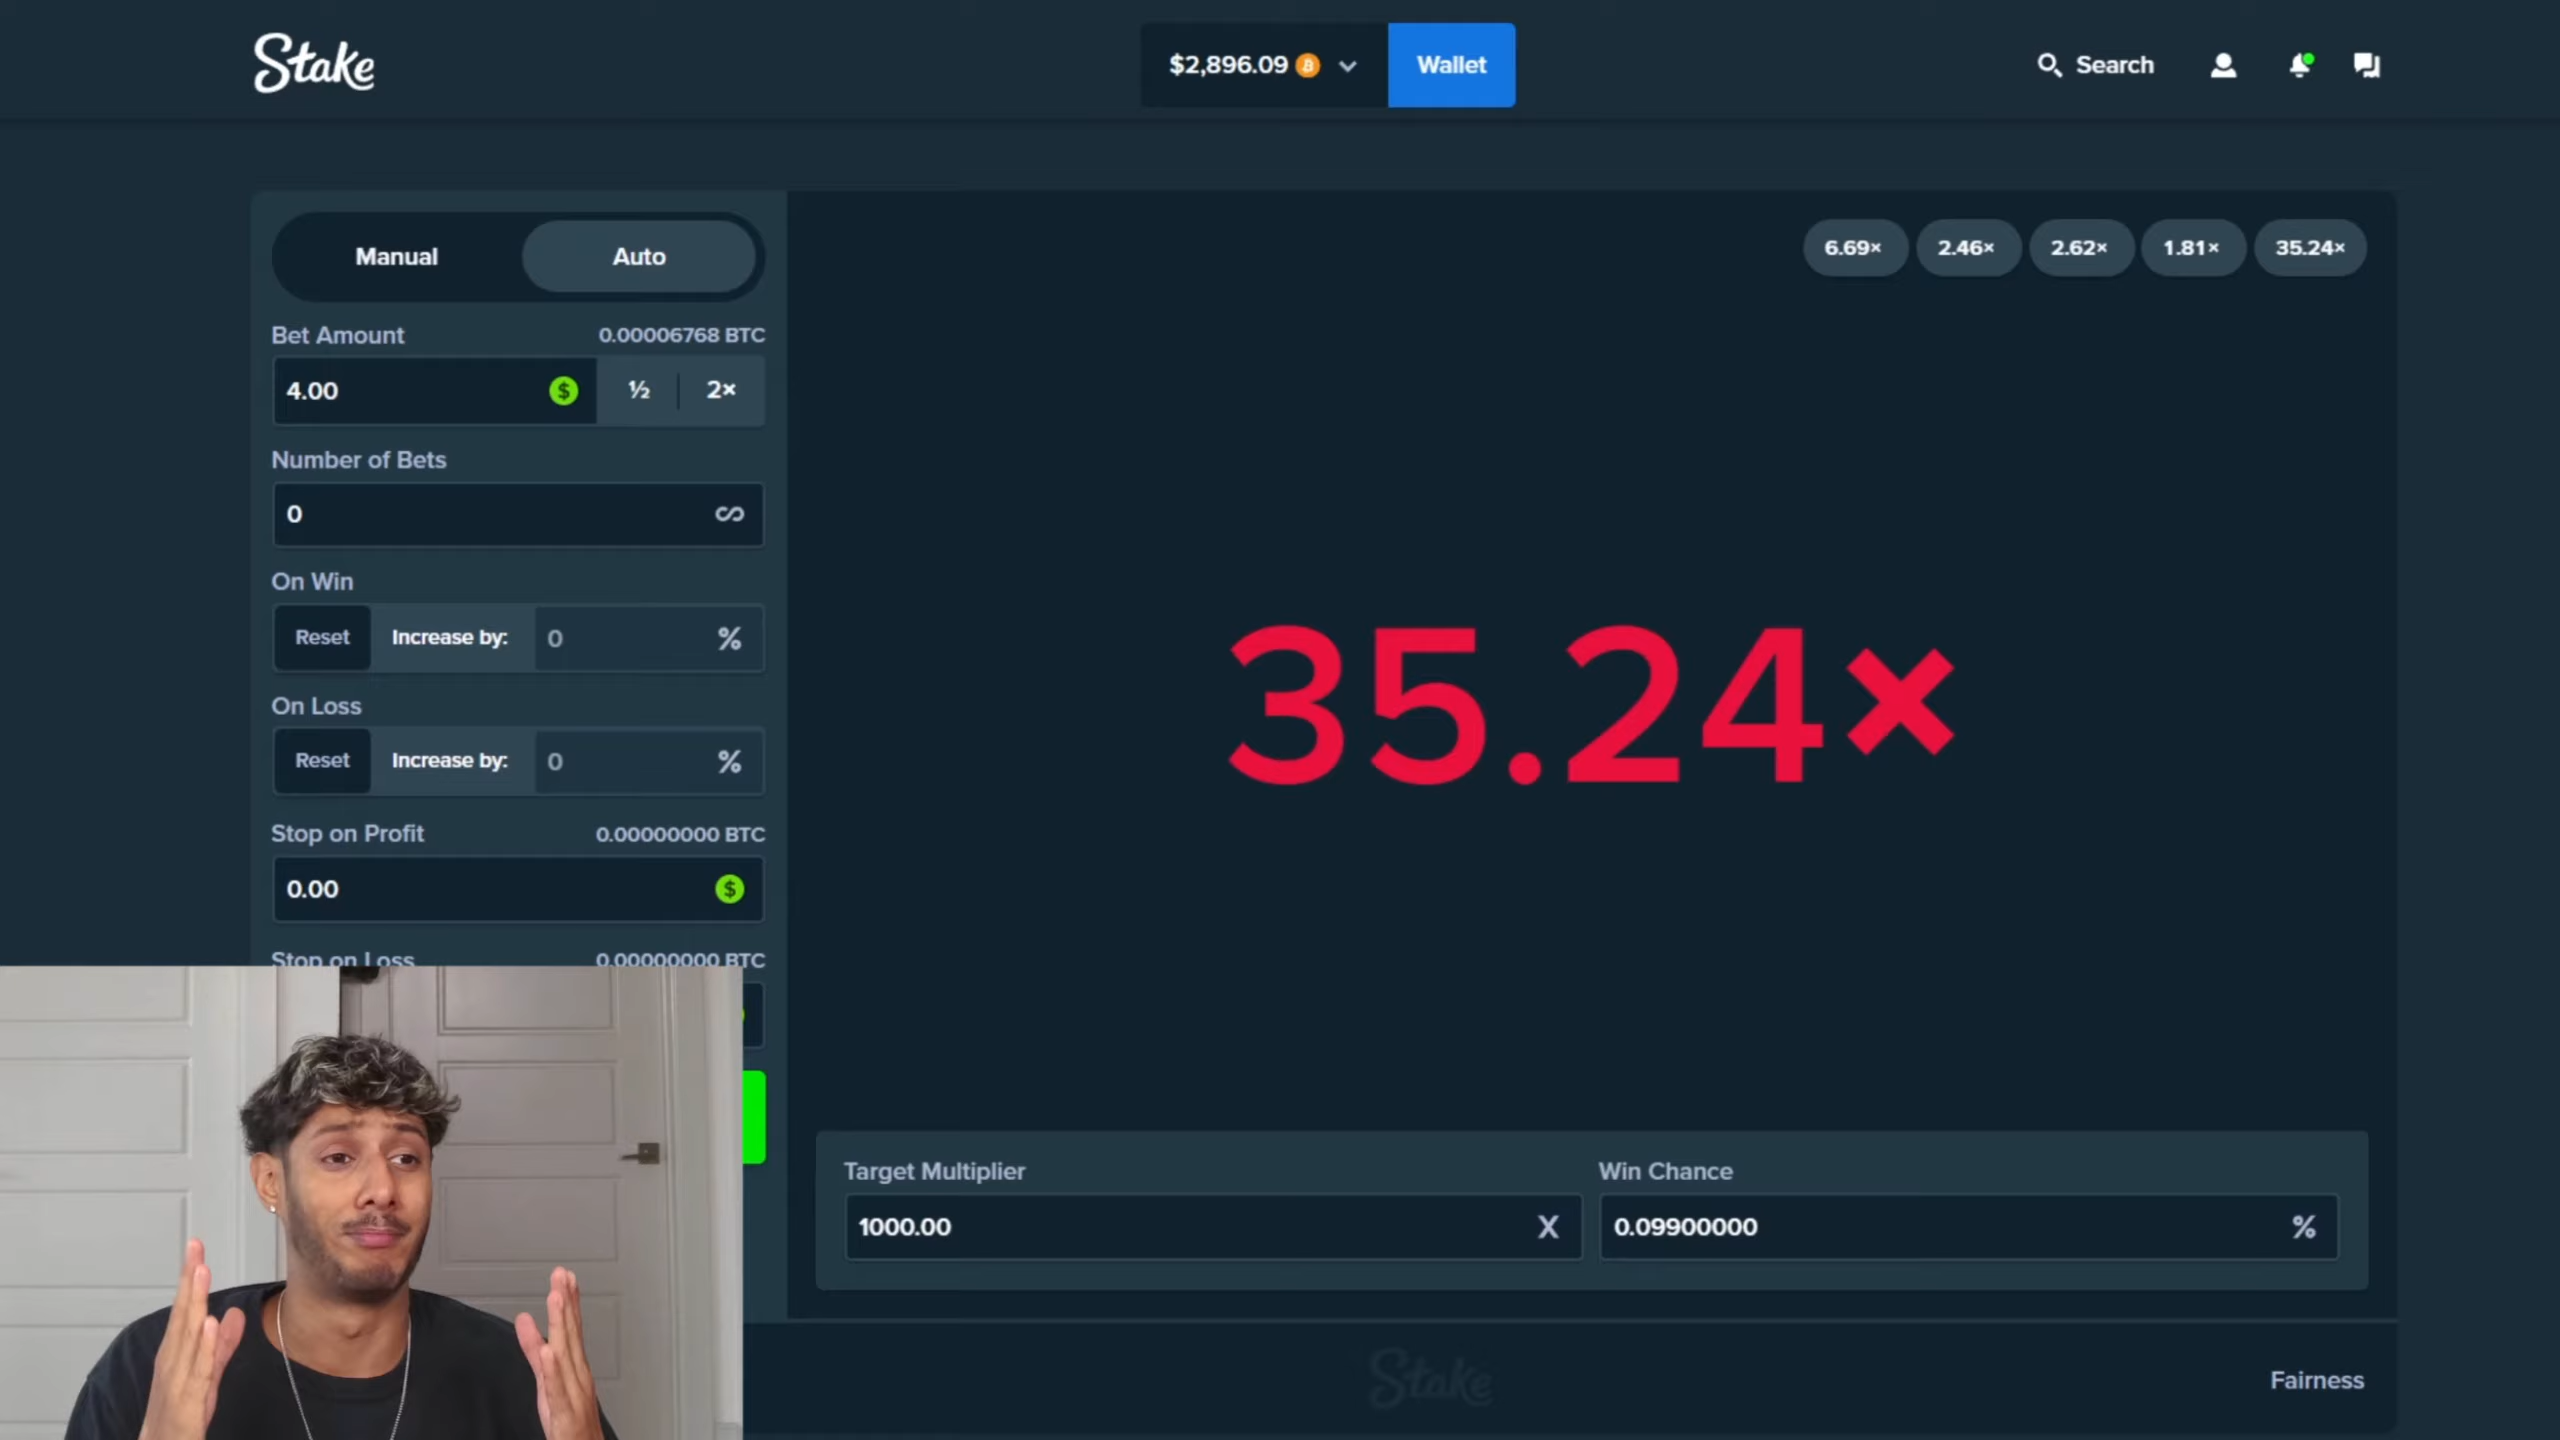 Stake
$2,896.09
Wallet
Search
Manual
Auto
6.69×
2.46×
2.62×
1.81×
35.24×
Bet Amount
0.00006768 BTC
4.00
$
½
2×
Number of Bets
0
∞
On Win
Reset
Increase by:
0
%
On Loss
Reset
Increase by:
0
%
35.24×
Stop on Profit
0.00000000 BTC
0.00
$
Stop on Loss
0.00000000 BTC
Target Multiplier
1000.00
X
Win Chance
0.09900000
%
Stake
Fairness